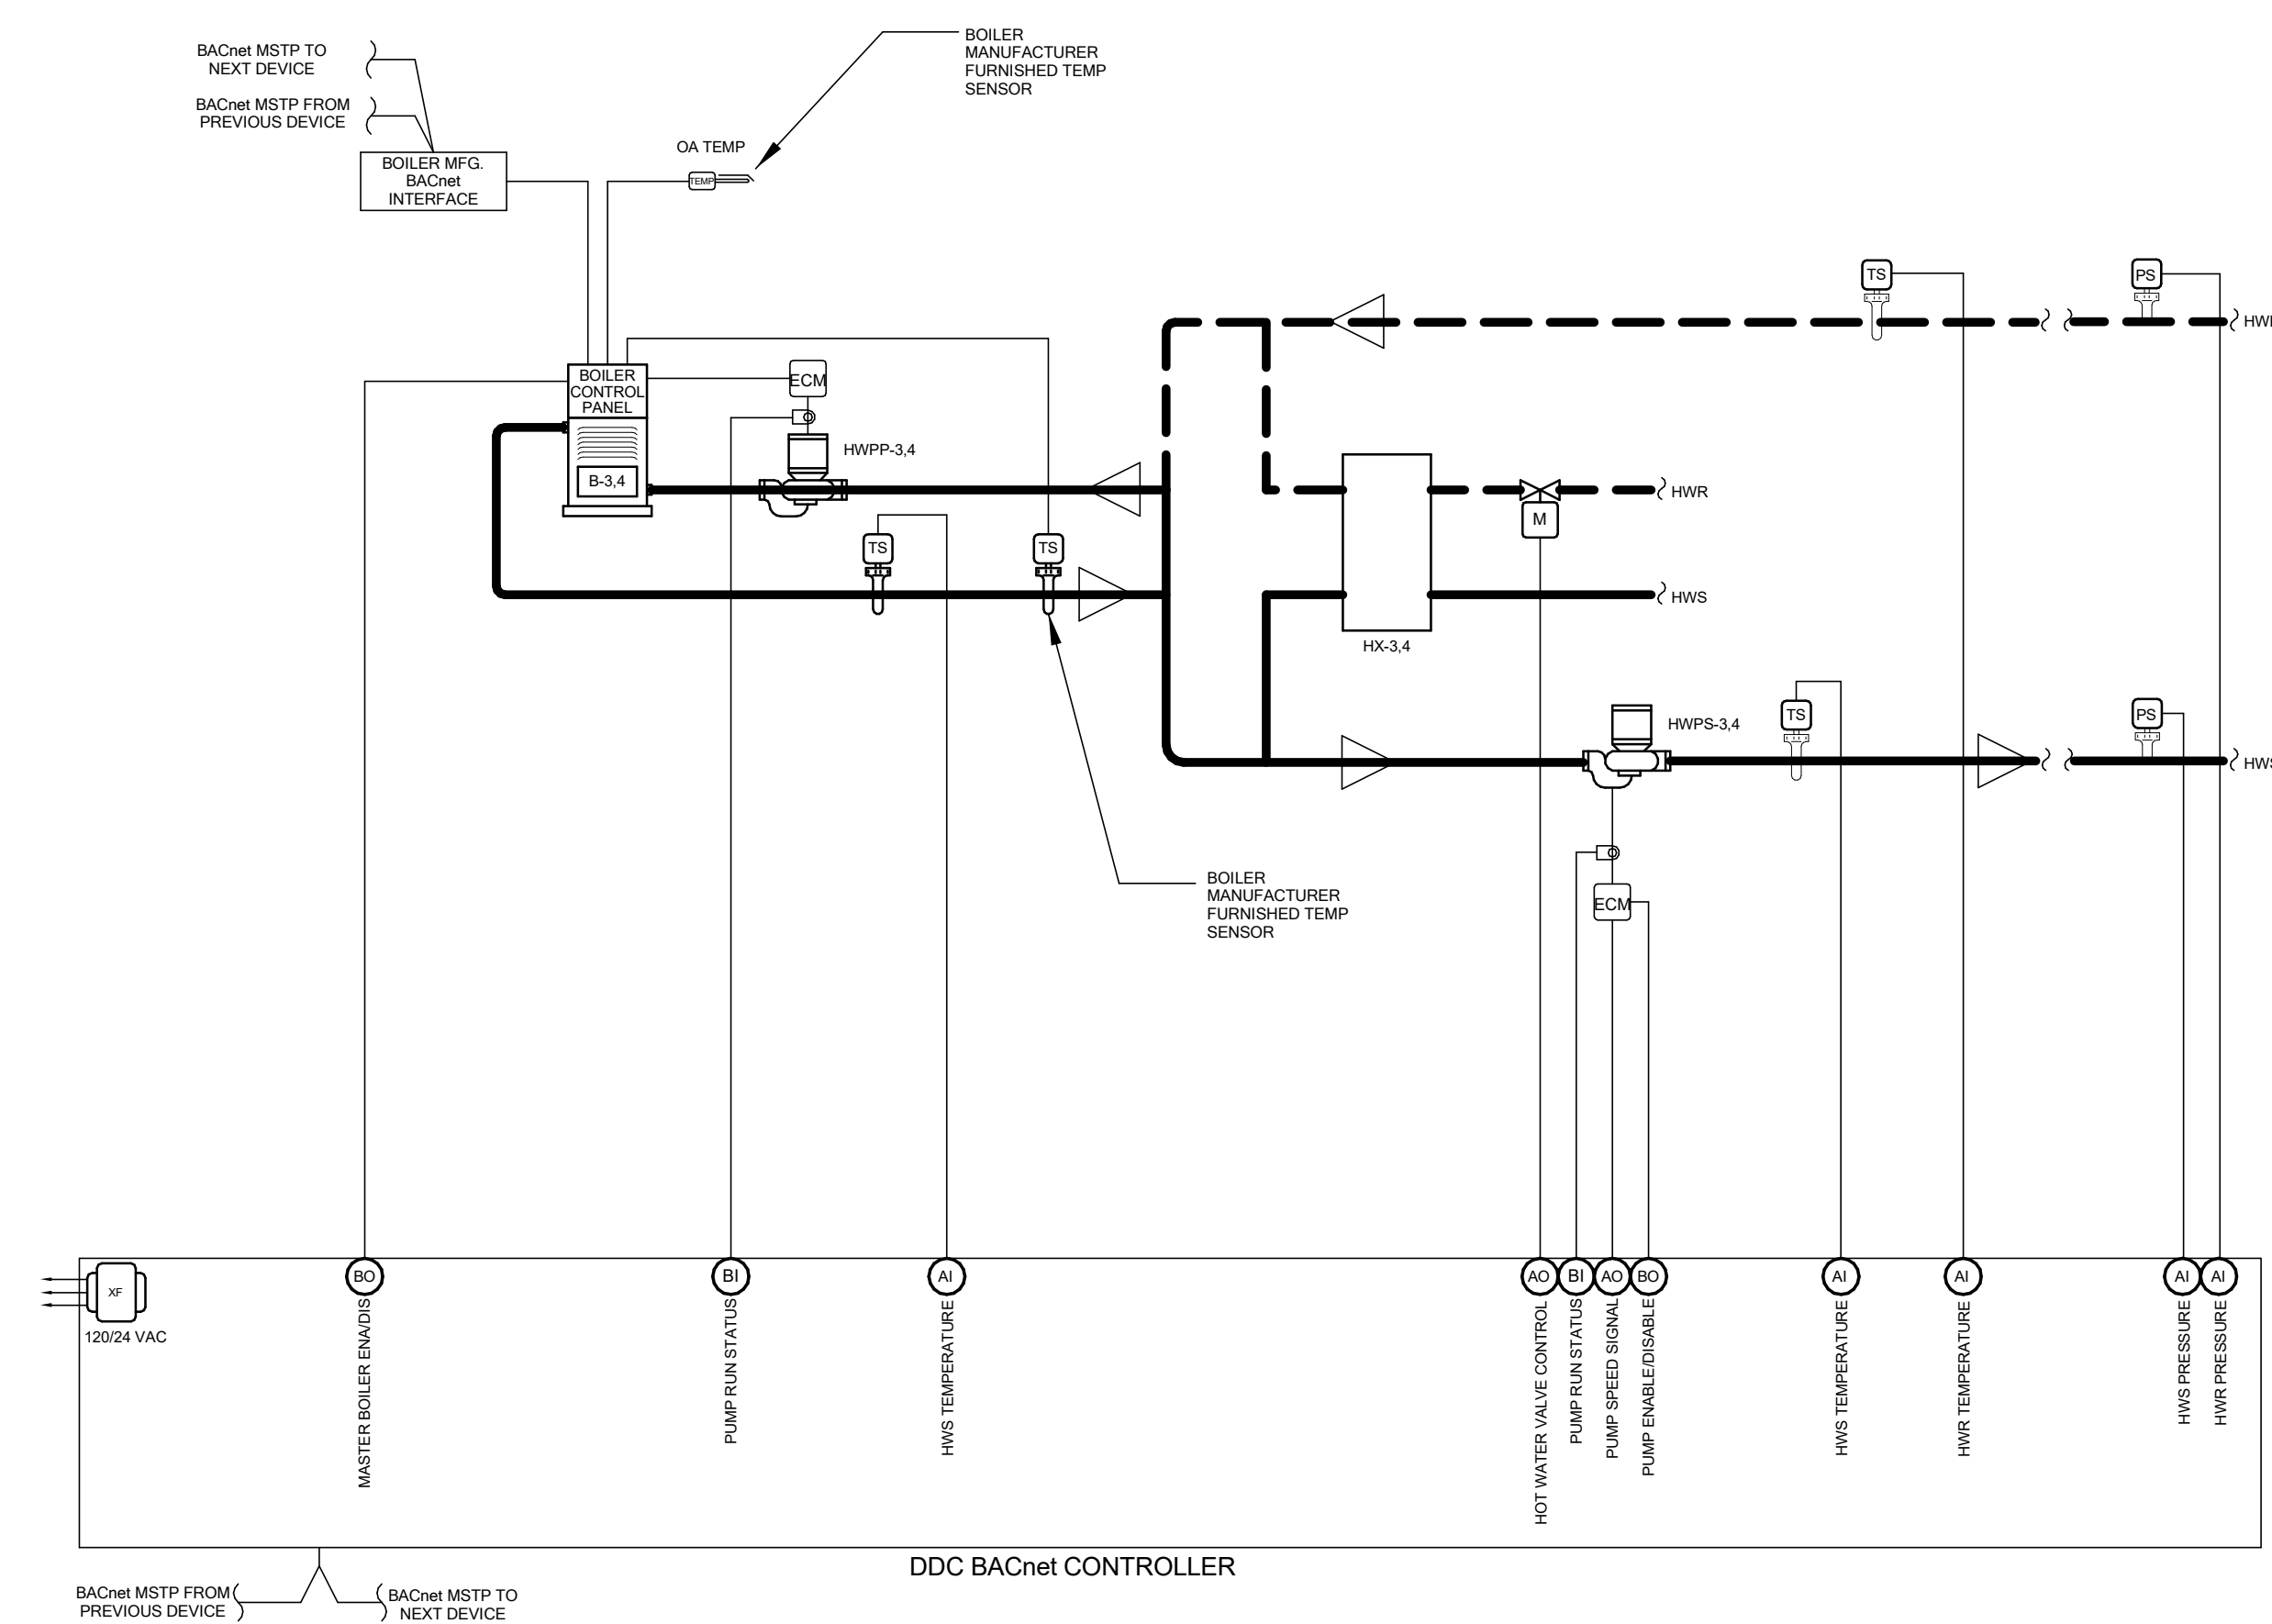 BACnet MSTP TO
NEXT DEVICE
BACnet MSTP FROM
PREVIOUS DEVICE
BOILER MFG.
BACnet
INTERFACE
OA TEMP
TEMP
BOILER
MANUFACTURER
FURNISHED TEMP
SENSOR
TS
PS
BOILER
CONTROL
PANEL
B-3,4
ECM
HWPP-3,4
TS
TS
HWR
M
HWS
HX-3,4
HWPS-3,4
TS
PS
ECM
BOILER
MANUFACTURER
FURNISHED TEMP
SENSOR
XF
120/24 VAC
BO
MASTER BOILER ENA/DIS
BI
PUMP RUN STATUS
AI
HWS TEMPERATURE
AO
HOT WATER VALVE CONTROL
BI
PUMP RUN STATUS
AO
PUMP SPEED SIGNAL
BO
PUMP ENABLE/DISABLE
AI
HWS TEMPERATURE
AI
HWR TEMPERATURE
AI
HWS PRESSURE
AI
HWR PRESSURE
DDC BACnet CONTROLLER
BACnet MSTP FROM
PREVIOUS DEVICE
BACnet MSTP TO
NEXT DEVICE